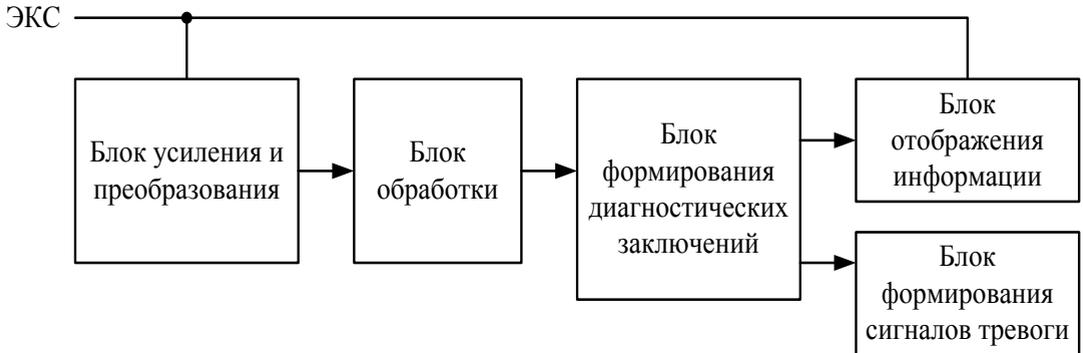 ЭКС
Блок усиления и
преобразования
Блок
обработки
Блок
формирования
диагностических
заключений
Блок
отображения
информации
Блок
формирования
сигналов тревоги